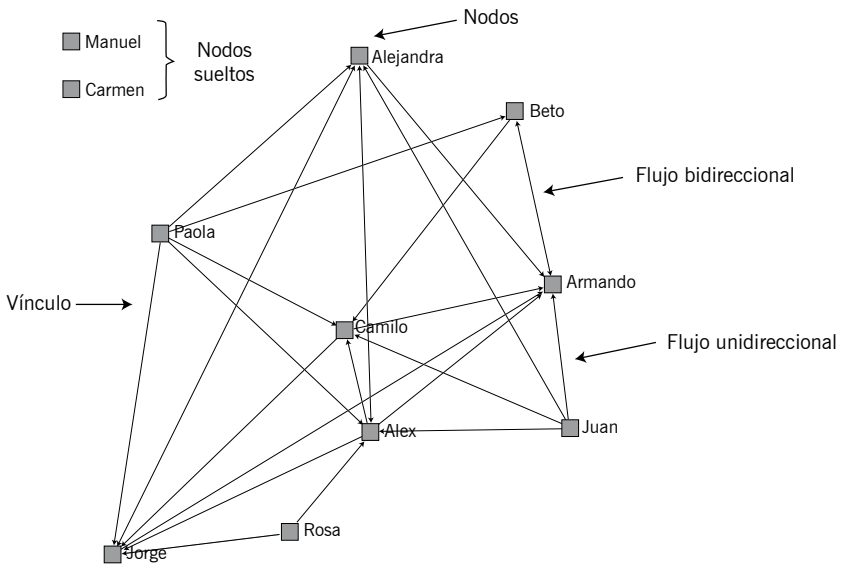 Nodos
Manuel
Nodos
sueltos
Alejandra
Carmen
Beto
Flujo bidireccional
Paola
Armando
Vínculo
Camilo
Flujo unidireccional
Alex
Juan
Rosa
Jorge